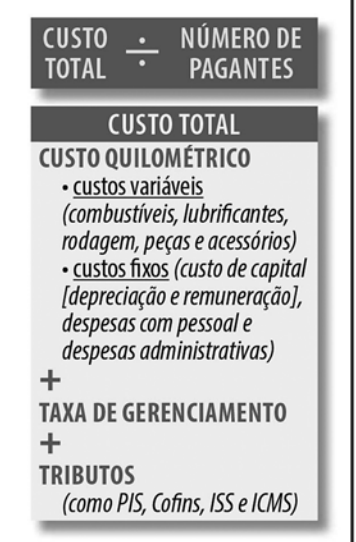 CUSTO TOTAL ÷ NÚMERO DE PAGANTES
CUSTO TOTAL
CUSTO QUILOMÉTRICO
• custos variáveis
(combustíveis, lubrificantes,
rodagem, peças e acessórios)
• custos fixos (custo de capital
[depreciação e remuneração],
despesas com pessoal e
despesas administrativas)
+
TAXA DE GERENCIAMENTO
+
TRIBUTOS
(como PIS, Cofins, ISS e ICMS)